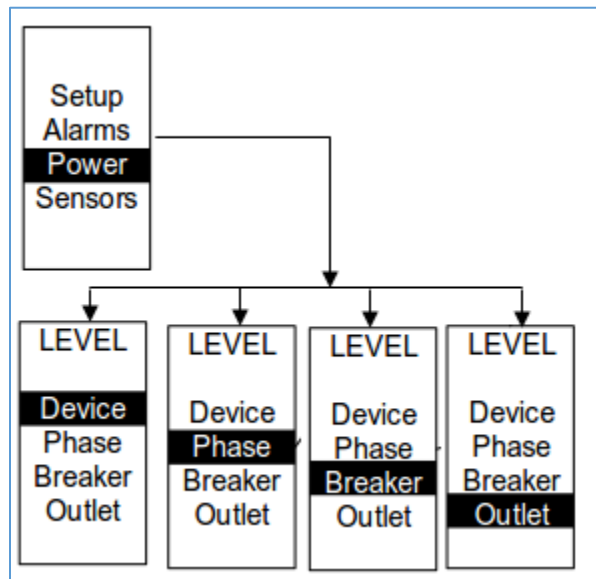 Setup
Alarms
Power
Sensors
LEVEL
Device
Phase
Breaker
Outlet
LEVEL
Device
Phase
Breaker
Outlet
LEVEL
Device
Phase
Breaker
Outlet
LEVEL
Device
Phase
Breaker
Outlet